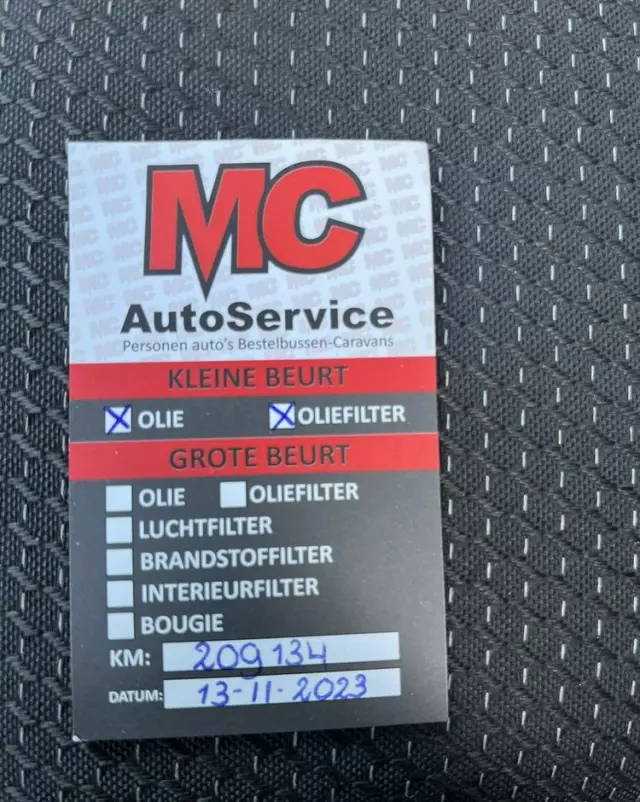 MC
AutoService
Personen auto's Bestelbussen-Caravans
KLEINE BEURT
OLIE OLIEFILTER
GROTE BEURT
OLIE OLIEFILTER
LUCHTFILTER
BRANDSTOFFILTER
INTERIEURFILTER
BOUGIE
KM: 209134
DATUM: 13-11-2023